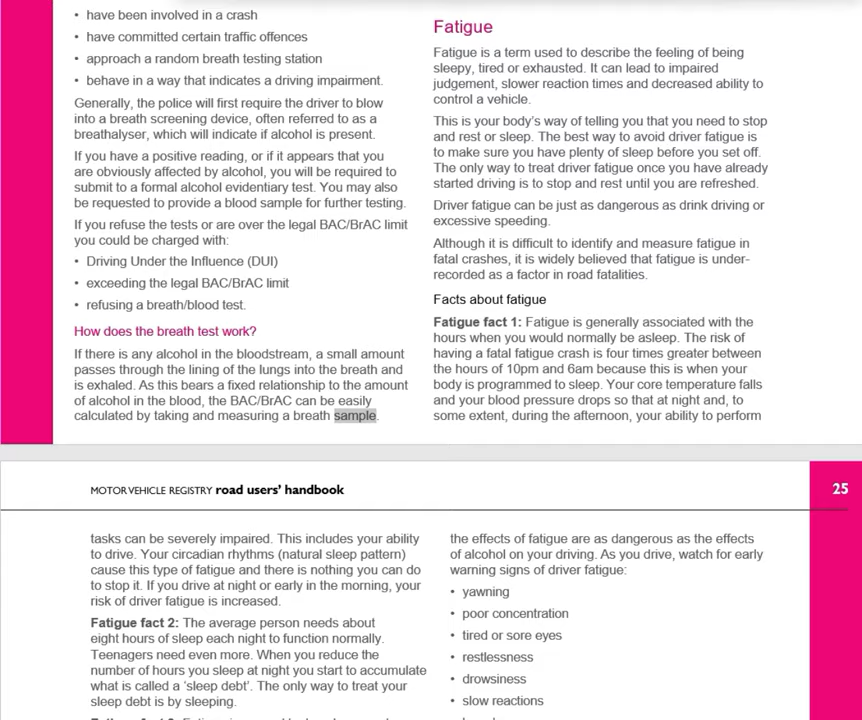 • have been involved in a crash
• have committed certain traffic offences
• approach a random breath testing station
• behave in a way that indicates a driving impairment.
Generally, the police will first require the driver to blow
into a breath screening device, often referred to as a
breathalyser, which will indicate if alcohol is present.
If you have a positive reading, or if it appears that you
are obviously affected by alcohol, you will be required to
submit to a formal alcohol evidentiary test. You may also
be requested to provide a blood sample for further testing.
If you refuse the tests or are over the legal BAC/BrAC limit
you could be charged with:
• Driving Under the Influence (DUI)
• exceeding the legal BAC/BrAC limit
• refusing a breath/blood test.
How does the breath test work?
If there is any alcohol in the bloodstream, a small amount
passes through the lining of the lungs into the breath and
is exhaled. As this bears a fixed relationship to the amount
of alcohol in the blood, the BAC/BrAC can be easily
calculated by taking and measuring a breath sample.
Fatigue
Fatigue is a term used to describe the feeling of being
sleepy, tired or exhausted. It can lead to impaired
judgement, slower reaction times and decreased ability to
control a vehicle.
This is your body's way of telling you that you need to stop
and rest or sleep. The best way to avoid driver fatigue is
to make sure you have plenty of sleep before you set off.
The only way to treat driver fatigue once you have already
started driving is to stop and rest until you are refreshed.
Driver fatigue can be just as dangerous as drink driving or
excessive speeding.
Although it is difficult to identify and measure fatigue in
fatal crashes, it is widely believed that fatigue is under-
recorded as a factor in road fatalities.
Facts about fatigue
Fatigue fact 1: Fatigue is generally associated with the
hours when you would normally be asleep. The risk of
having a fatal fatigue crash is four times greater between
the hours of 10pm and 6am because this is when your
body is programmed to sleep. Your core temperature falls
and your blood pressure drops so that at night and, to
some extent, during the afternoon, your ability to perform
MOTOR VEHICLE REGISTRY road users' handbook
25
tasks can be severely impaired. This includes your ability
to drive. Your circadian rhythms (natural sleep pattern)
cause this type of fatigue and there is nothing you can do
to stop it. If you drive at night or early in the morning, your
risk of driver fatigue is increased.
Fatigue fact 2: The average person needs about
eight hours of sleep each night to function normally.
Teenagers need even more. When you reduce the
number of hours you sleep at night you start to accumulate
what is called a 'sleep debt'. The only way to treat your
sleep debt is by sleeping.
the effects of fatigue are as dangerous as the effects
of alcohol on your driving. As you drive, watch for early
warning signs of driver fatigue:
• yawning
• poor concentration
• tired or sore eyes
• restlessness
• drowsiness
• slow reactions